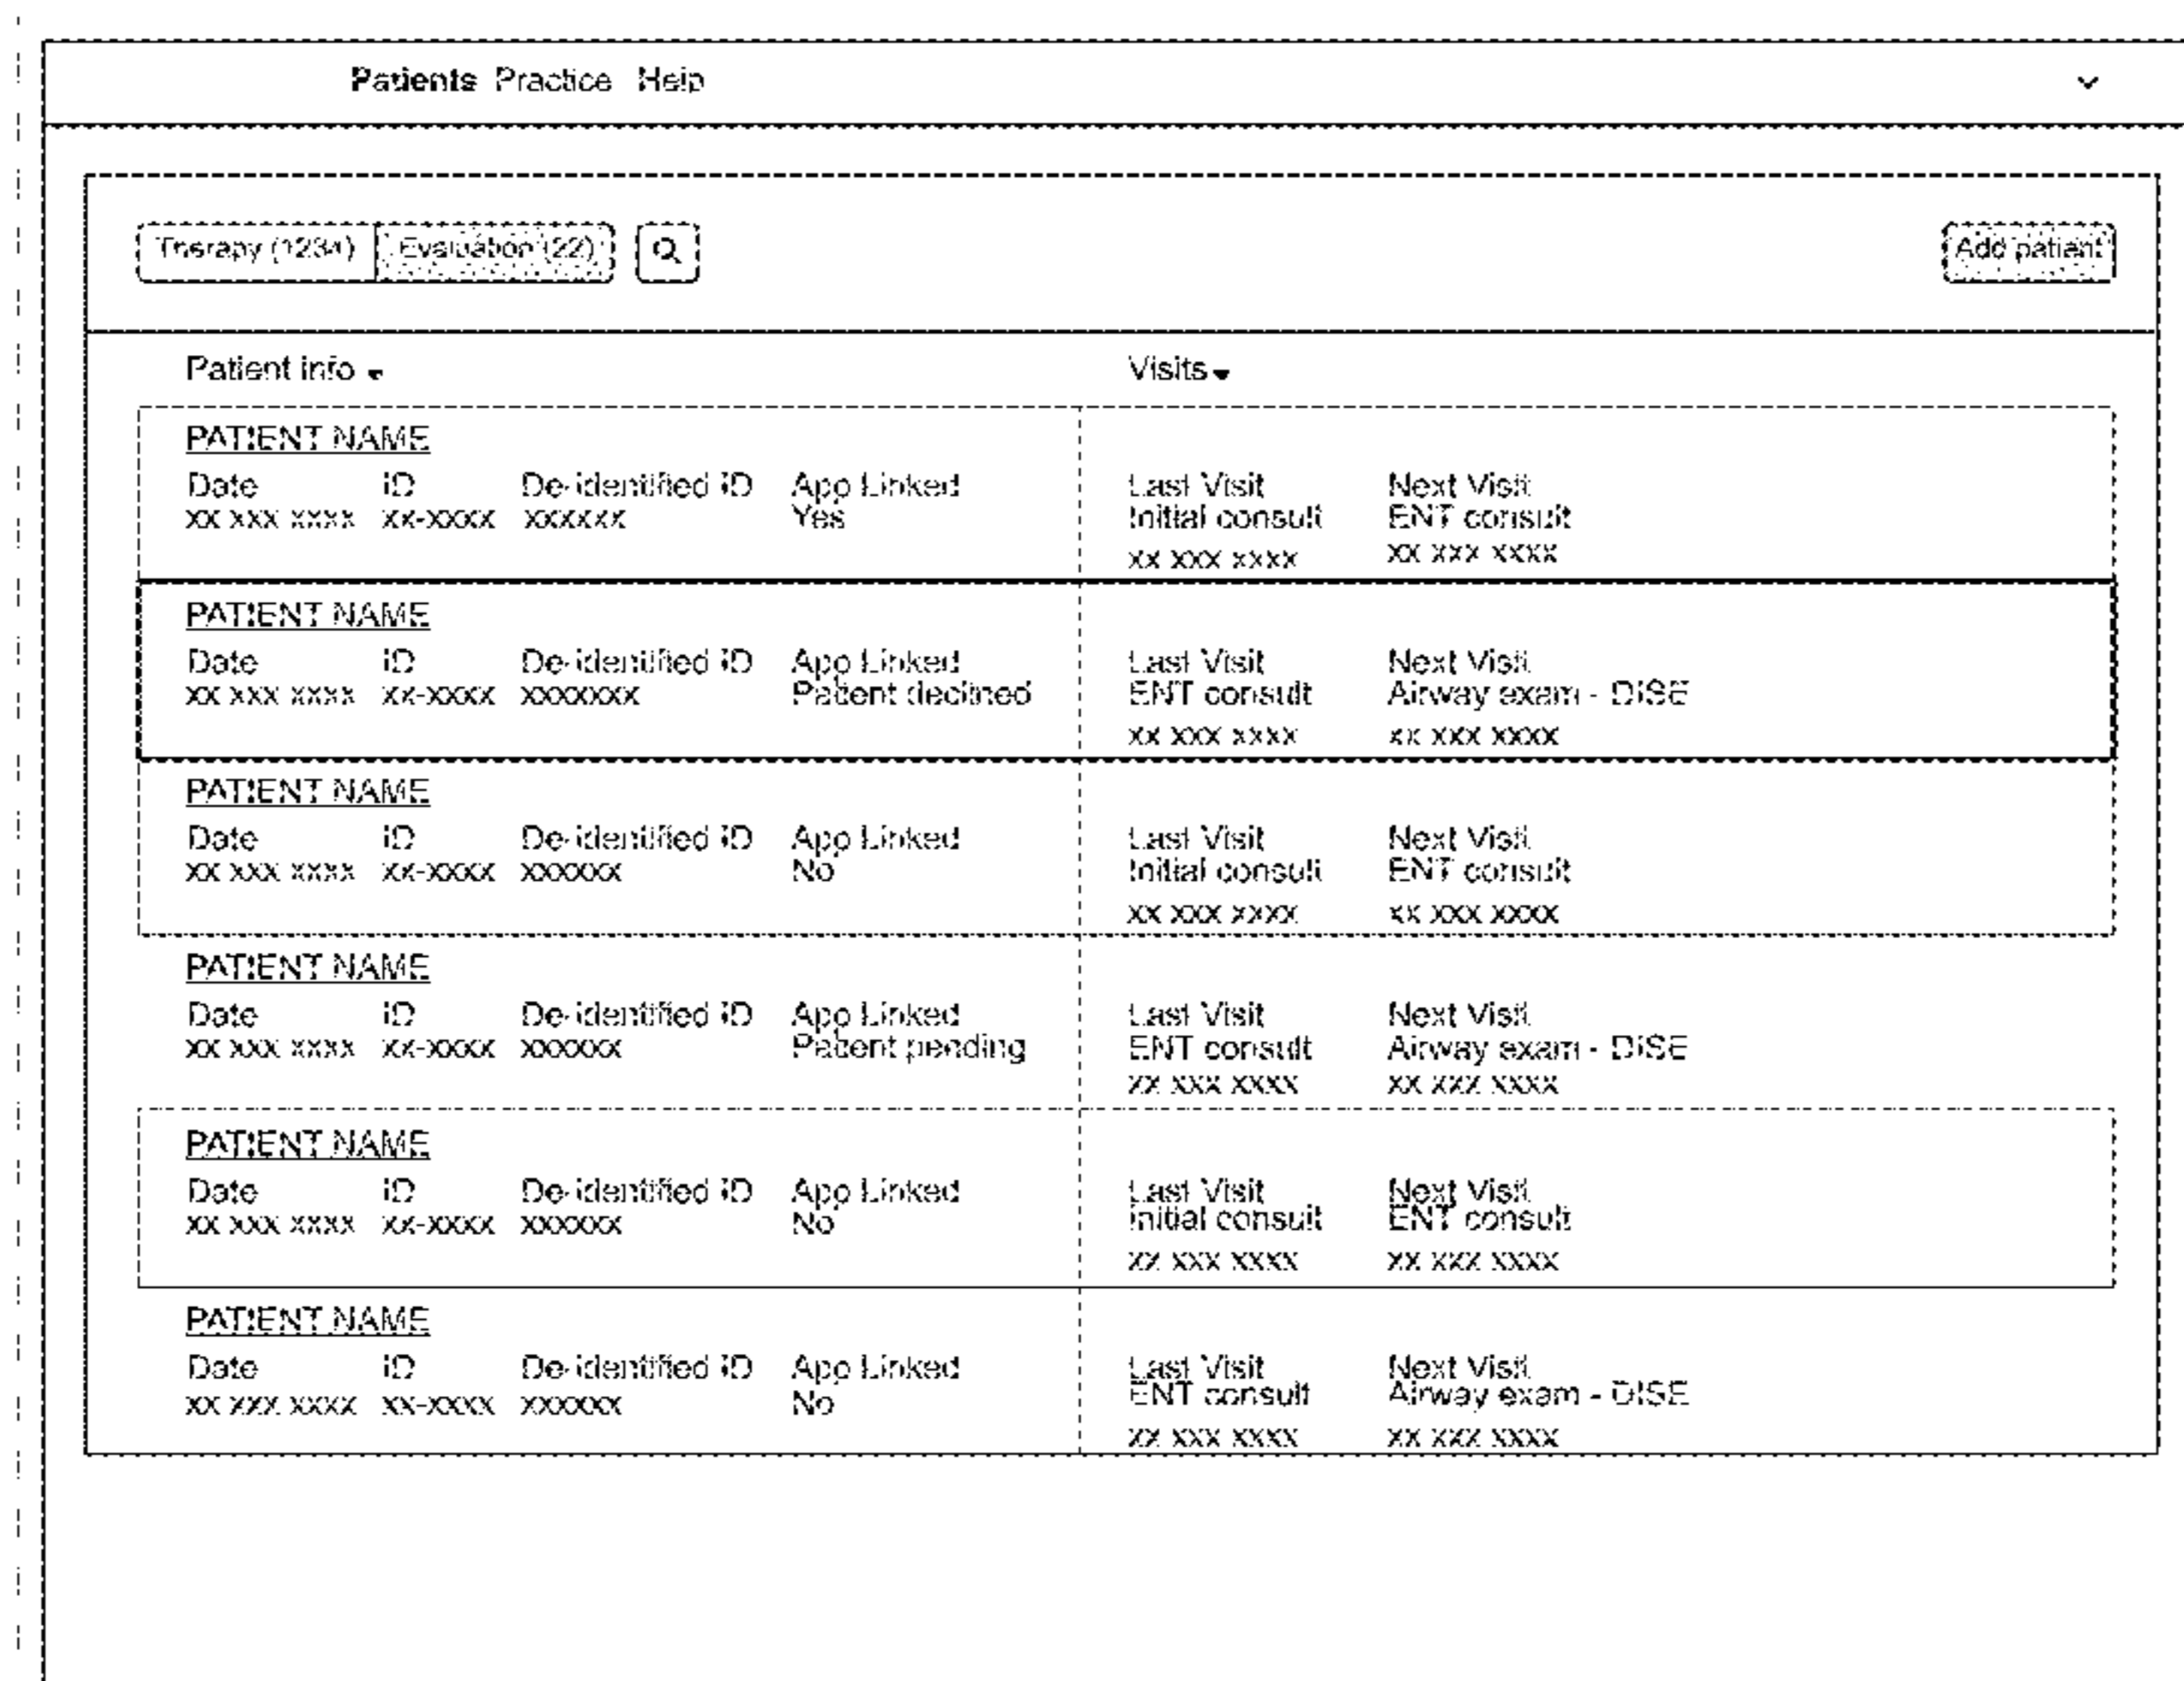 Patients Practice Help
Therapy (1234) Evaluation (22) Add patient
Patient info Visits
PATIENT NAME
Date ID De-identified ID App Linked Last Visit Next Visit
xx xxx xxxx xx-xxxx xxxxxx Yes Initial consult ENT consult
xx xxx xxxx xx xxx xxxx
PATIENT NAME
Date ID De-identified ID App Linked Last Visit Next Visit
xx xxx xxxx xx-xxxx xxxxxxx Patient declined ENT consult Airway exam - DISE
xx xxx xxxx xx xxx xxxx
PATIENT NAME
Date ID De-identified ID App Linked Last Visit Next Visit
xx xxx xxxx xx-xxxx xxxxxx No Initial consult ENT consult
xx xxx xxxx xx xxx xxxx
PATIENT NAME
Date ID De-identified ID App Linked Last Visit Next Visit
xx xxx xxxx xx-xxxx xxxxxx Patient pending ENT consult Airway exam - DISE
xx xxx xxxx xx xxx xxxx
PATIENT NAME
Date ID De-identified ID App Linked Last Visit Next Visit
xx xxx xxxx xx-xxxx xxxxxx No Initial consult ENT consult
xx xxx xxxx xx xxx xxxx
PATIENT NAME
Date ID De-identified ID App Linked Last Visit Next Visit
xx xxx xxxx xx-xxxx xxxxxx No ENT consult Airway exam - DISE
xx xxx xxxx xx xxx xxxx